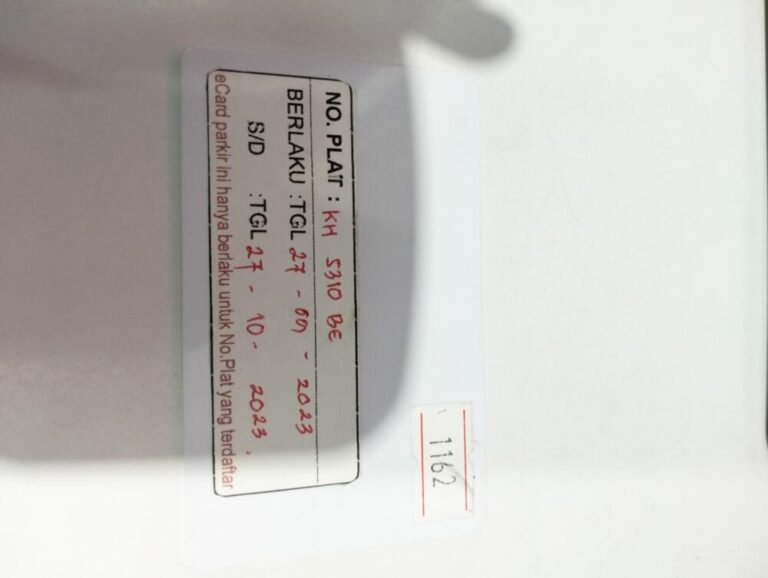 1162
NO. PLAT : KH 5310 BE
BERLAKU :TGL 27 - 09 - 2023
S/D :TGL 27 - 10 - 2023.
eCard parkir ini hanya berlaku untuk No.Plat yang terdaftar